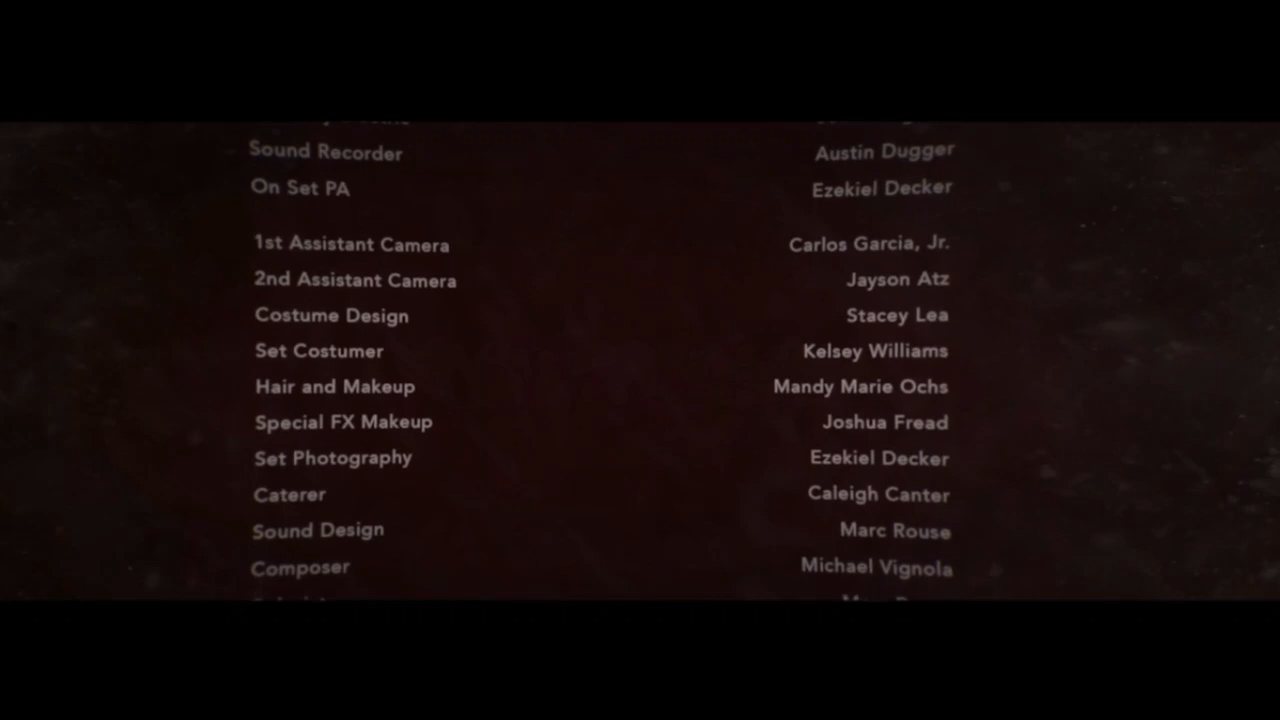 Sound Recorder Austin Dugger
On Set PA Ezekiel Decker
1st Assistant Camera Carlos Garcia, Jr.
2nd Assistant Camera Jayson Atz
Costume Design Stacey Lea
Set Costumer Kelsey Williams
Hair and Makeup Mandy Marie Ochs
Special FX Makeup Joshua Fread
Set Photography Ezekiel Decker
Caterer Caleigh Canter
Sound Design Marc Rouse
Composer Michael Vignola